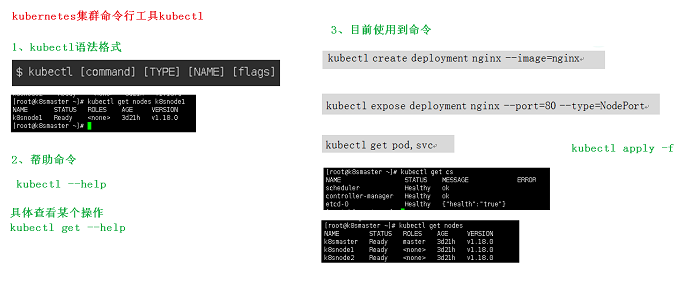 kubernetes集群命令行工具kubectl
1、kubectl语法格式
$ kubectl [command] [TYPE] [NAME] [flags]
[root@k8smaster ~]# kubectl get nodes k8snode1
NAME STATUS ROLES AGE VERSION
k8snode1 Ready <none> 3d21h v1.18.0
[root@k8smaster ~]#
2、帮助命令
kubectl --help
具体查看某个操作
kubectl get --help
3、目前使用到命令
kubectl create deployment nginx --image=nginx
kubectl expose deployment nginx --port=80 --type=NodePort
kubectl get pod,svc
kubectl apply -f
[root@k8smaster ~]# kubectl get cs
NAME STATUS MESSAGE ERROR
scheduler Healthy ok
controller-manager Healthy ok
etcd-0 Healthy {"health":"true"}
[root@k8smaster ~]# kubectl get nodes
NAME STATUS ROLES AGE VERSION
k8smaster Ready master 3d21h v1.18.0
k8snode1 Ready <none> 3d21h v1.18.0
k8snode2 Ready <none> 3d21h v1.18.0